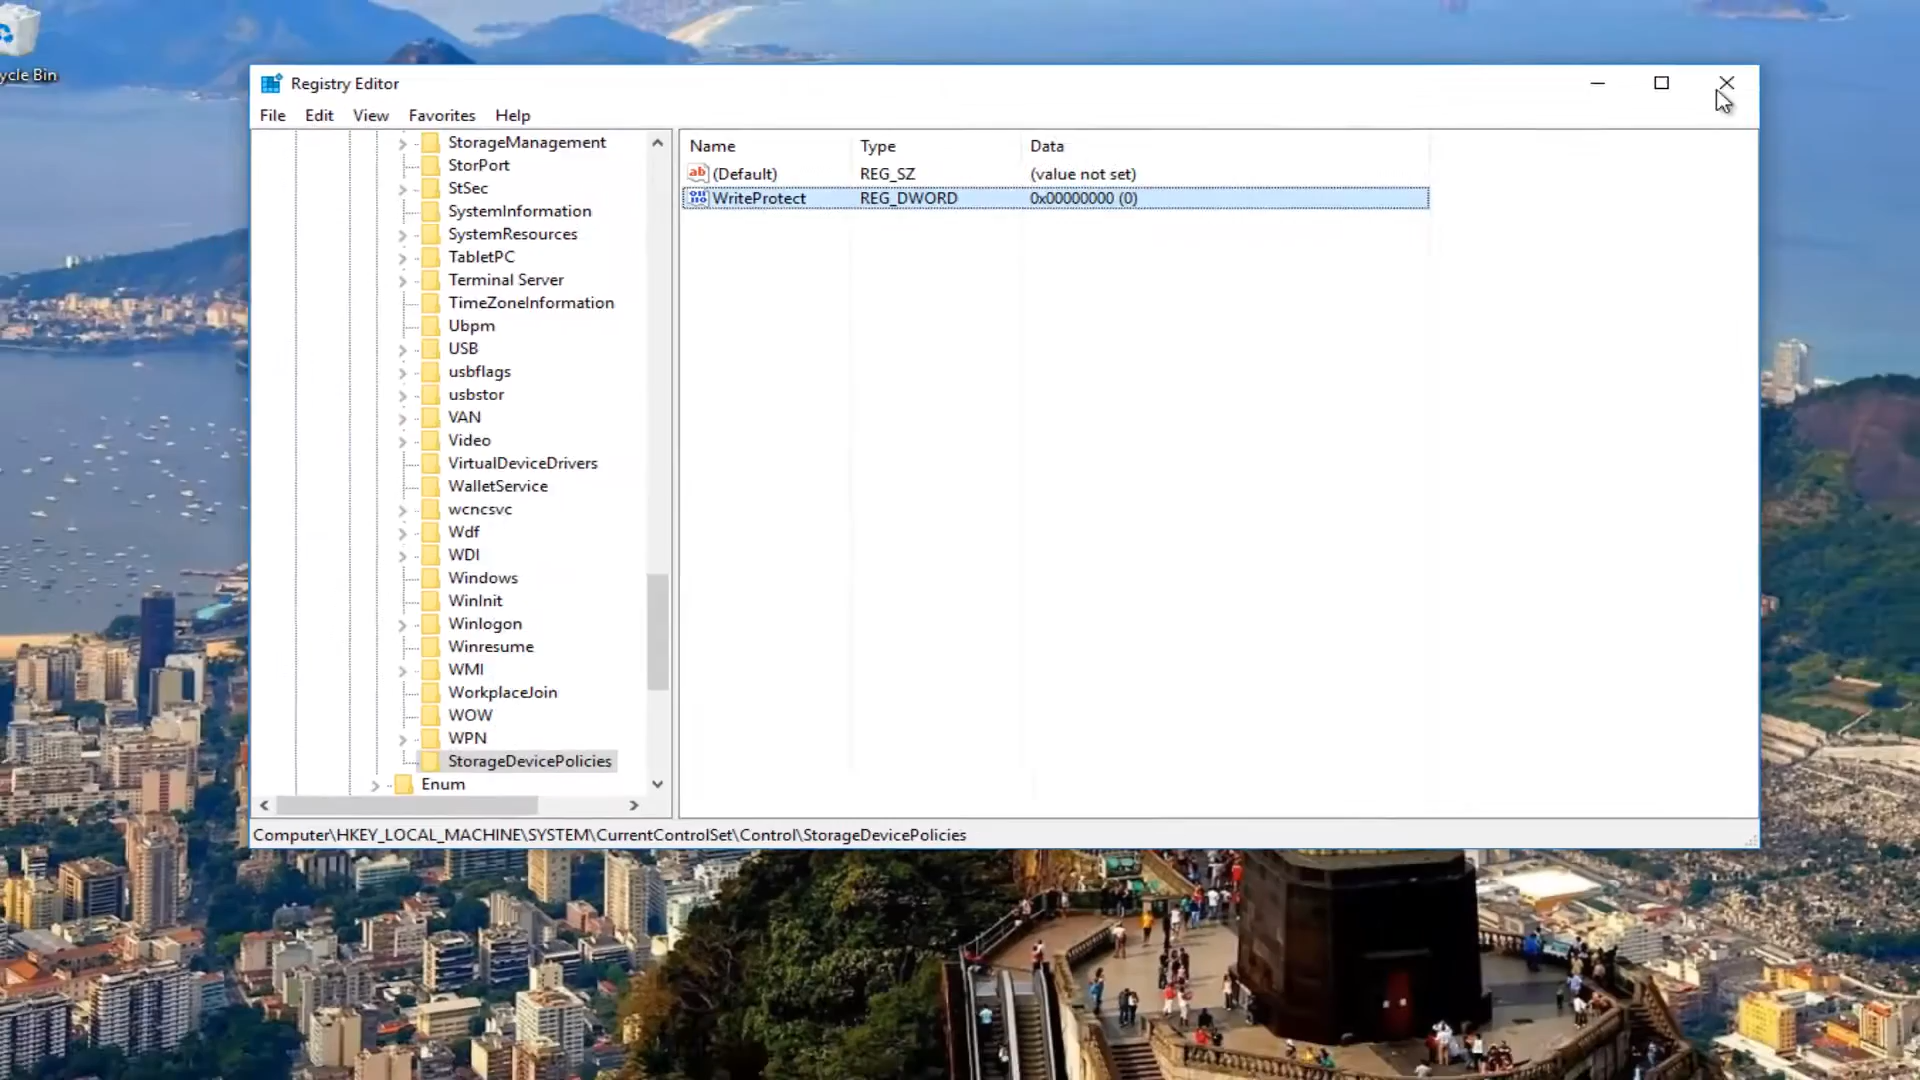 ycle Bin
Registry Editor
File Edit View Favorites Help
StorageManagement
StorPort
StSec
SystemInformation
SystemResources
TabletPC
Terminal Server
TimeZoneInformation
Ubpm
USB
usbflags
usbstor
VAN
Video
VirtualDeviceDrivers
WalletService
wcncsvc
Wdf
WDI
Windows
WinInit
Winlogon
Winresume
WMI
WorkplaceJoin
WOW
WPN
StorageDevicePolicies
Enum
Name Type Data
(Default) REG_SZ (value not set)
WriteProtect REG_DWORD 0x00000000 (0)
Computer\HKEY_LOCAL_MACHINE\SYSTEM\CurrentControlSet\Control\StorageDevicePolicies